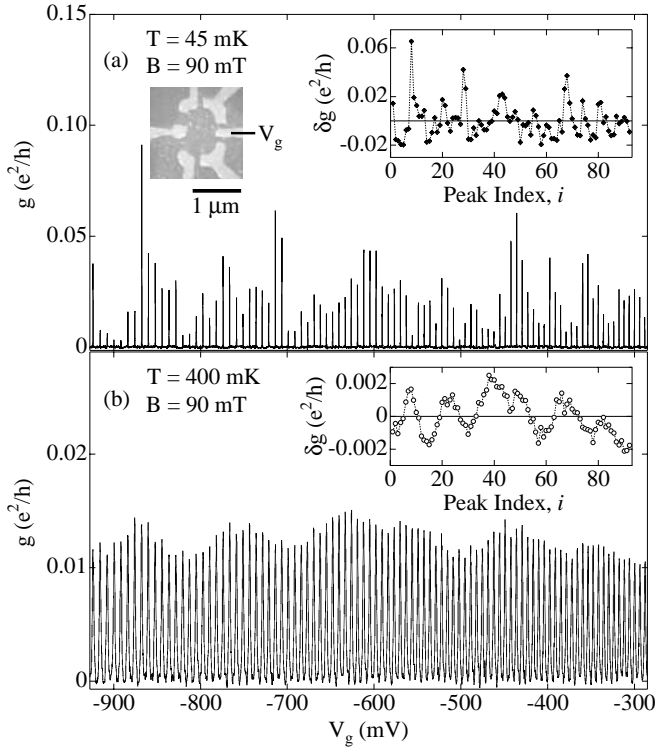 0.15
T = 45 mK
(a)
B = 90 mT
V_g
1 μm
0.06
0.02
-0.02
δg (e²/h)
0 20 40 60 80
Peak Index, i
0.10
0.05
0
g (e²/h)
(b)
T = 400 mK
B = 90 mT
0.002
0
-0.002
δg (e²/h)
0 20 40 60 80
Peak Index, i
0.02
0.01
0
g (e²/h)
-900 -800 -700 -600 -500 -400 -300
V_g (mV)